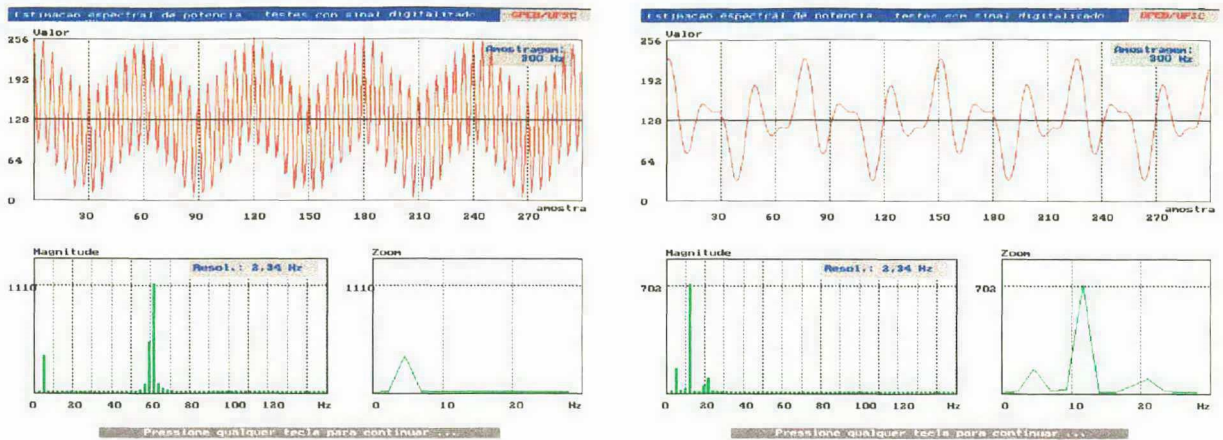 Estimacao espectral de potencia testes com sinal digitalizado GPEB/UFSC
Valor
256
192
128
64
0
Amostragem:
300 Hz
30 60 90 120 150 180 210 240 270
amostra
Magnitude
1110
Resol.: 2,34 Hz
0 20 40 60 80 100 120 Hz
Zoom
1110
0 10 20 Hz
Pressione qualquer tecla para continuar ...
Estimacao espectral de potencia testes com sinal digitalizado GPEB/UFSC
Valor
256
192
128
64
0
Amostragem:
300 Hz
30 60 90 120 150 180 210 240 270
amostra
Magnitude
702
Resol.: 2,34 Hz
0 20 40 60 80 100 120 Hz
Zoom
702
0 10 20 Hz
Pressione qualquer tecla para continuar ...